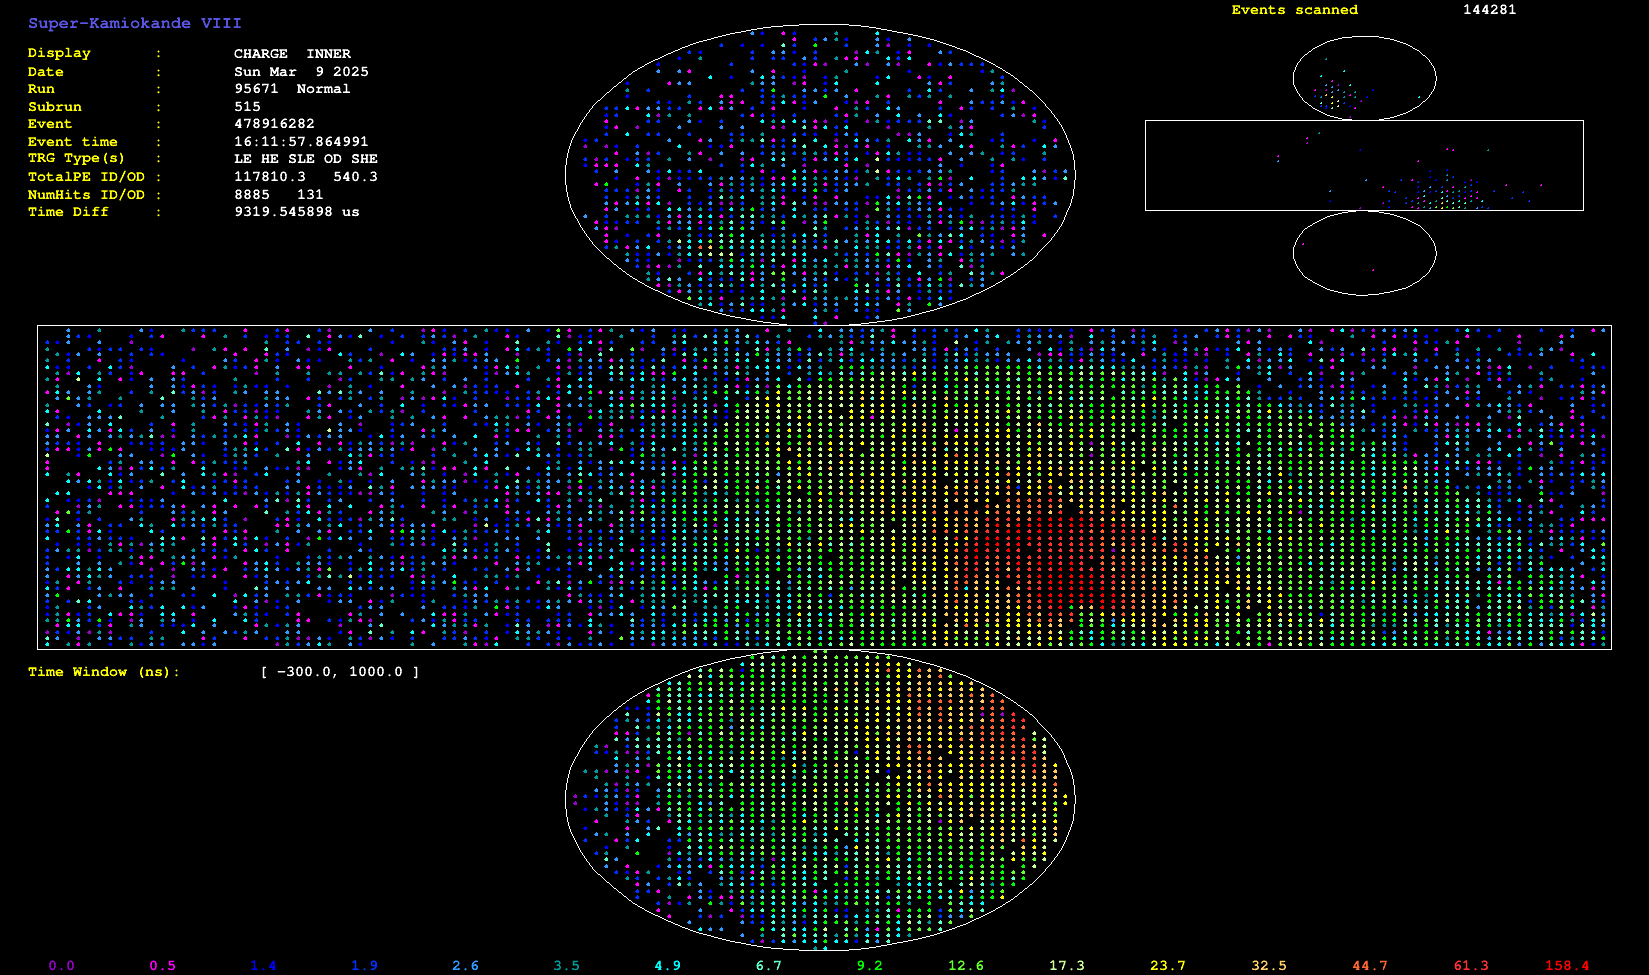 Super-Kamiokande VIII
Events scanned 144281
Display : CHARGE INNER
Date : Sun Mar 9 2025
Run : 95671 Normal
Subrun : 515
Event : 478916282
Event time : 16:11:57.864991
TRG Type(s) : LE HE SLE OD SHE
TotalPE ID/OD : 117810.3 540.3
NumHits ID/OD : 8885 131
Time Diff : 9319.545898 us
Time Window (ns): [ -300.0, 1000.0 ]
0.0 0.5 1.4 1.9 2.6 3.5 4.9 6.7 9.2 12.6 17.3 23.7 32.5 44.7 61.3 158.4